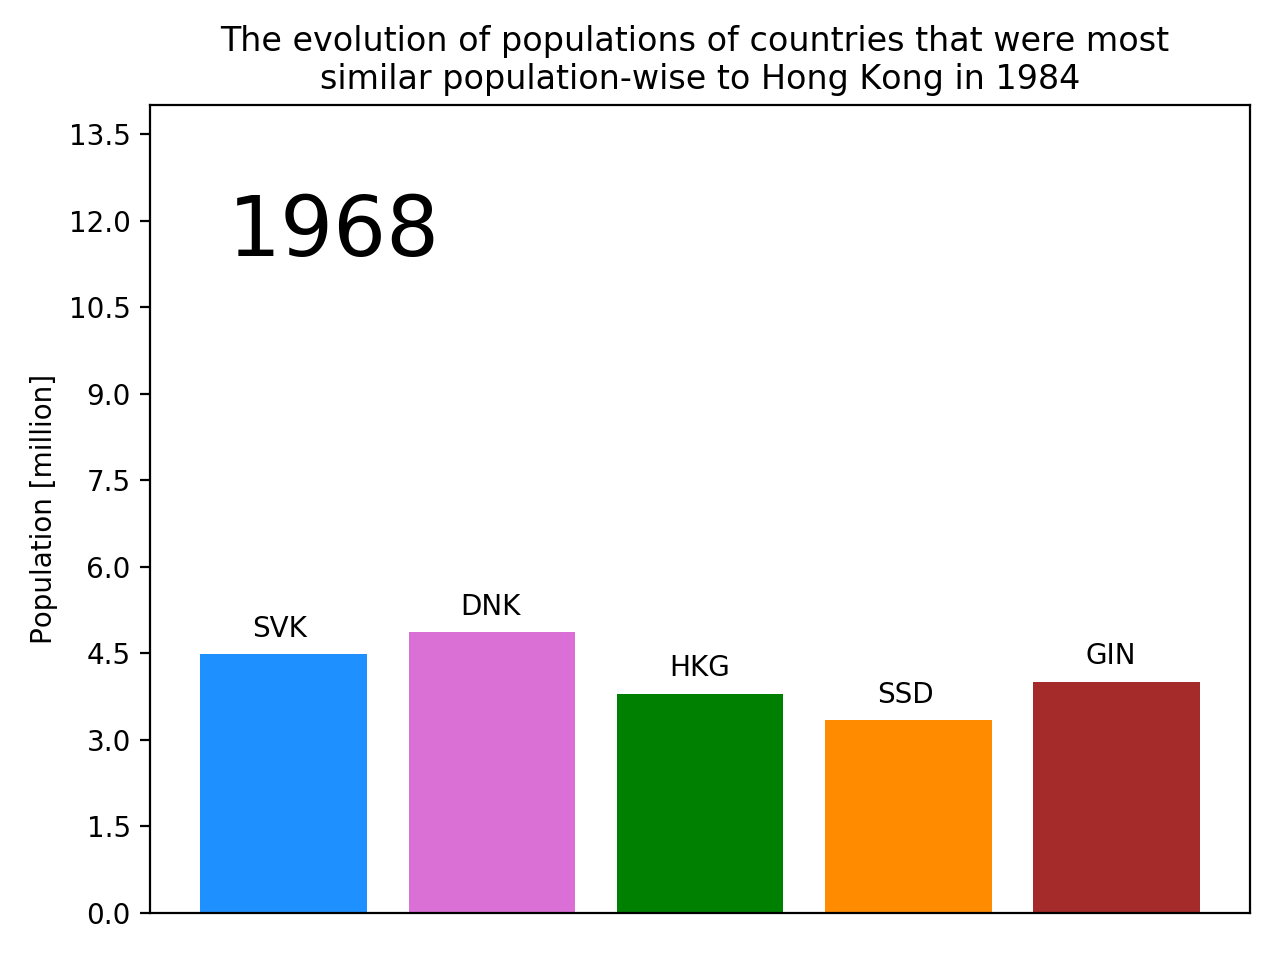 The evolution of populations of countries that were most
similar population-wise to Hong Kong in 1984
1968
Population [million]
13.5
12.0
10.5
9.0
7.5
6.0
4.5
3.0
1.5
0.0
SVK
DNK
HKG
SSD
GIN